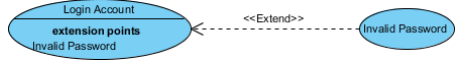 Login Account
extension points
Invalid Password
<<Extend>>
Invalid Password